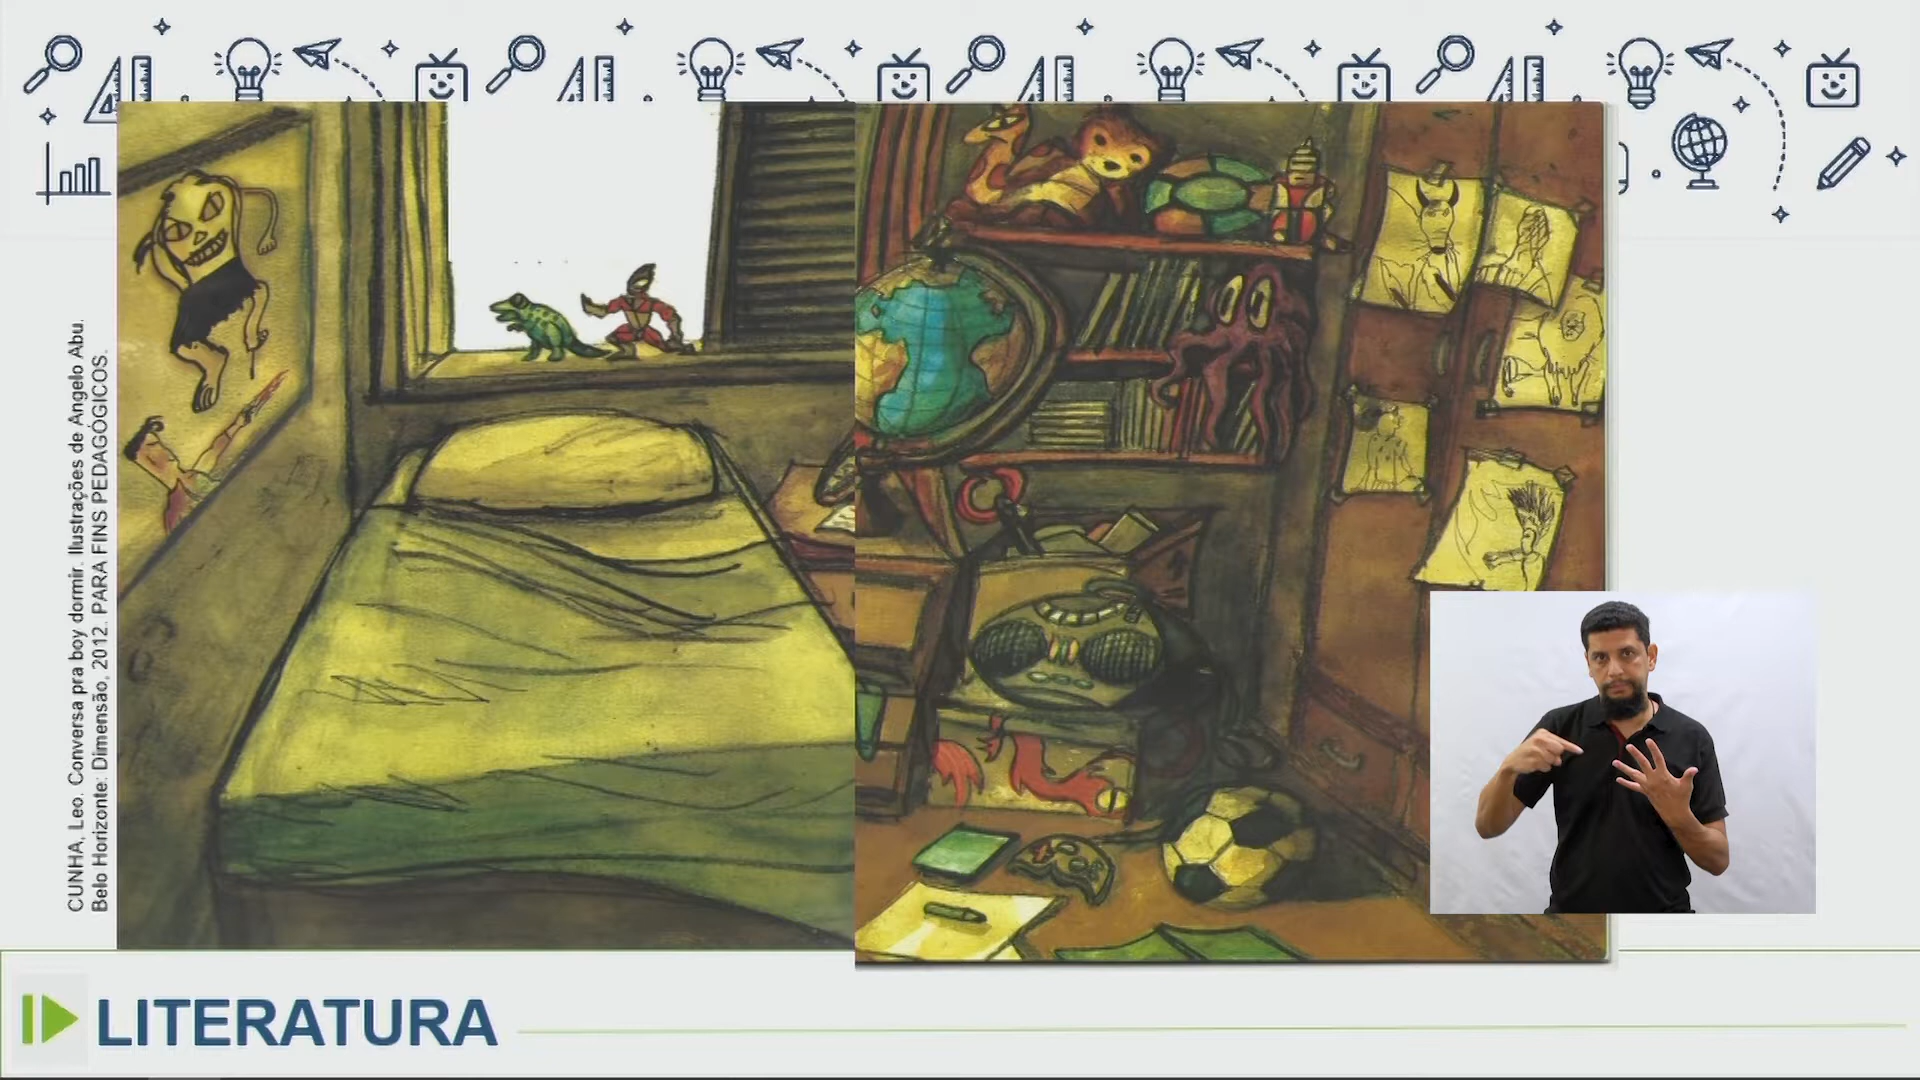 CUNHA, Leo. Conversa pra boy dormir. Ilustrações de Angelo Abu.
Belo Horizonte: Dimensão, 2012. PARA FINS PEDAGÓGICOS.
LITERATURA